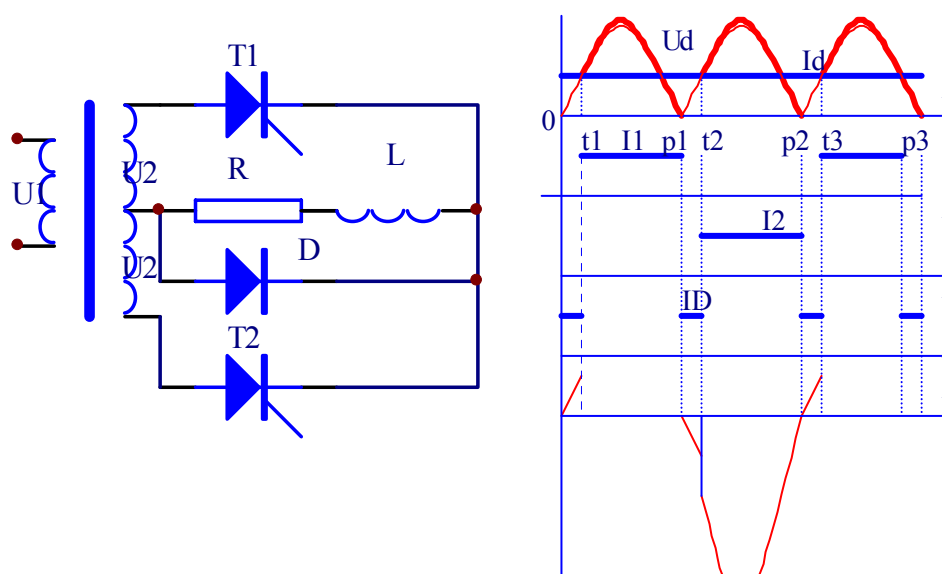 T1
L
R
U1
U2
D
U2
T2
Ud
Id
0
t1 I1 p1 t2 p2 t3 p3
I2
ID